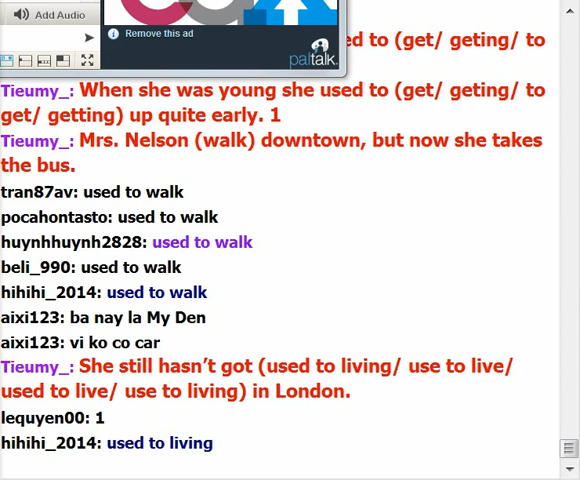 Add Audio
Remove this ad
paltalk
ed to (get/ geting/ to
Tieumy_: When she was young she used to (get/ geting/ to
get/ getting) up quite early. 1
Tieumy_: Mrs. Nelson (walk) downtown, but now she takes
the bus.
tran87av: used to walk
pocahontasto: used to walk
huynhhuynh2828: used to walk
beli_990: used to walk
hihihi_2014: used to walk
aixi123: ba nay la My Den
aixi123: vi ko co car
Tieumy_: She still hasn’t got (used to living/ use to live/
used to live/ use to living) in London.
lequyen00: 1
hihihi_2014: used to living